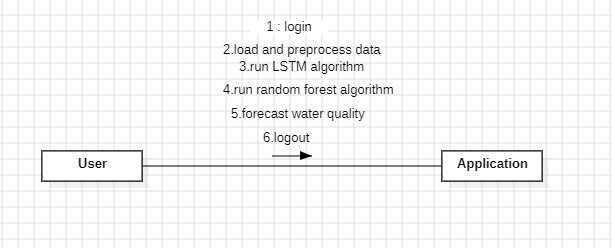 1 : login
2.load and preprocess data
3.run LSTM algorithm
4.run random forest algorithm
5.forecast water quality
6.logout
User
Application